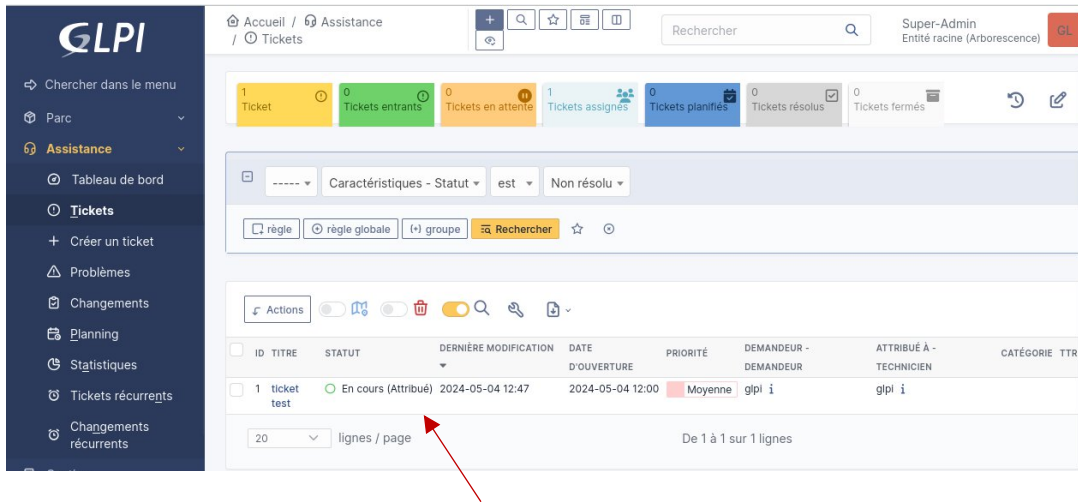 GLPI
Chercher dans le menu
Parc
Assistance
Tableau de bord
Tickets
Créer un ticket
Problèmes
Changements
Planning
Statistiques
Tickets récurrents
Changements
récurrents
Accueil / Assistance
/ Tickets
Rechercher
Super-Admin
Entité racine (Arborescence)
GL
1
Ticket
0
Tickets entrants
0
Tickets en attente
1
Tickets assignés
0
Tickets planifiés
0
Tickets résolus
0
Tickets fermés
----- Caractéristiques - Statut est Non résolu
règle règle globale (+) groupe Rechercher
Actions
ID TITRE STATUT DERNIÈRE MODIFICATION DATE D'OUVERTURE PRIORITÉ DEMANDEUR - DEMANDEUR ATTRIBUÉ À - TECHNICIEN CATÉGORIE TTR
1 ticket test En cours (Attribué) 2024-05-04 12:47 2024-05-04 12:00 Moyenne glpi i glpi i
20 lignes / page De 1 à 1 sur 1 lignes